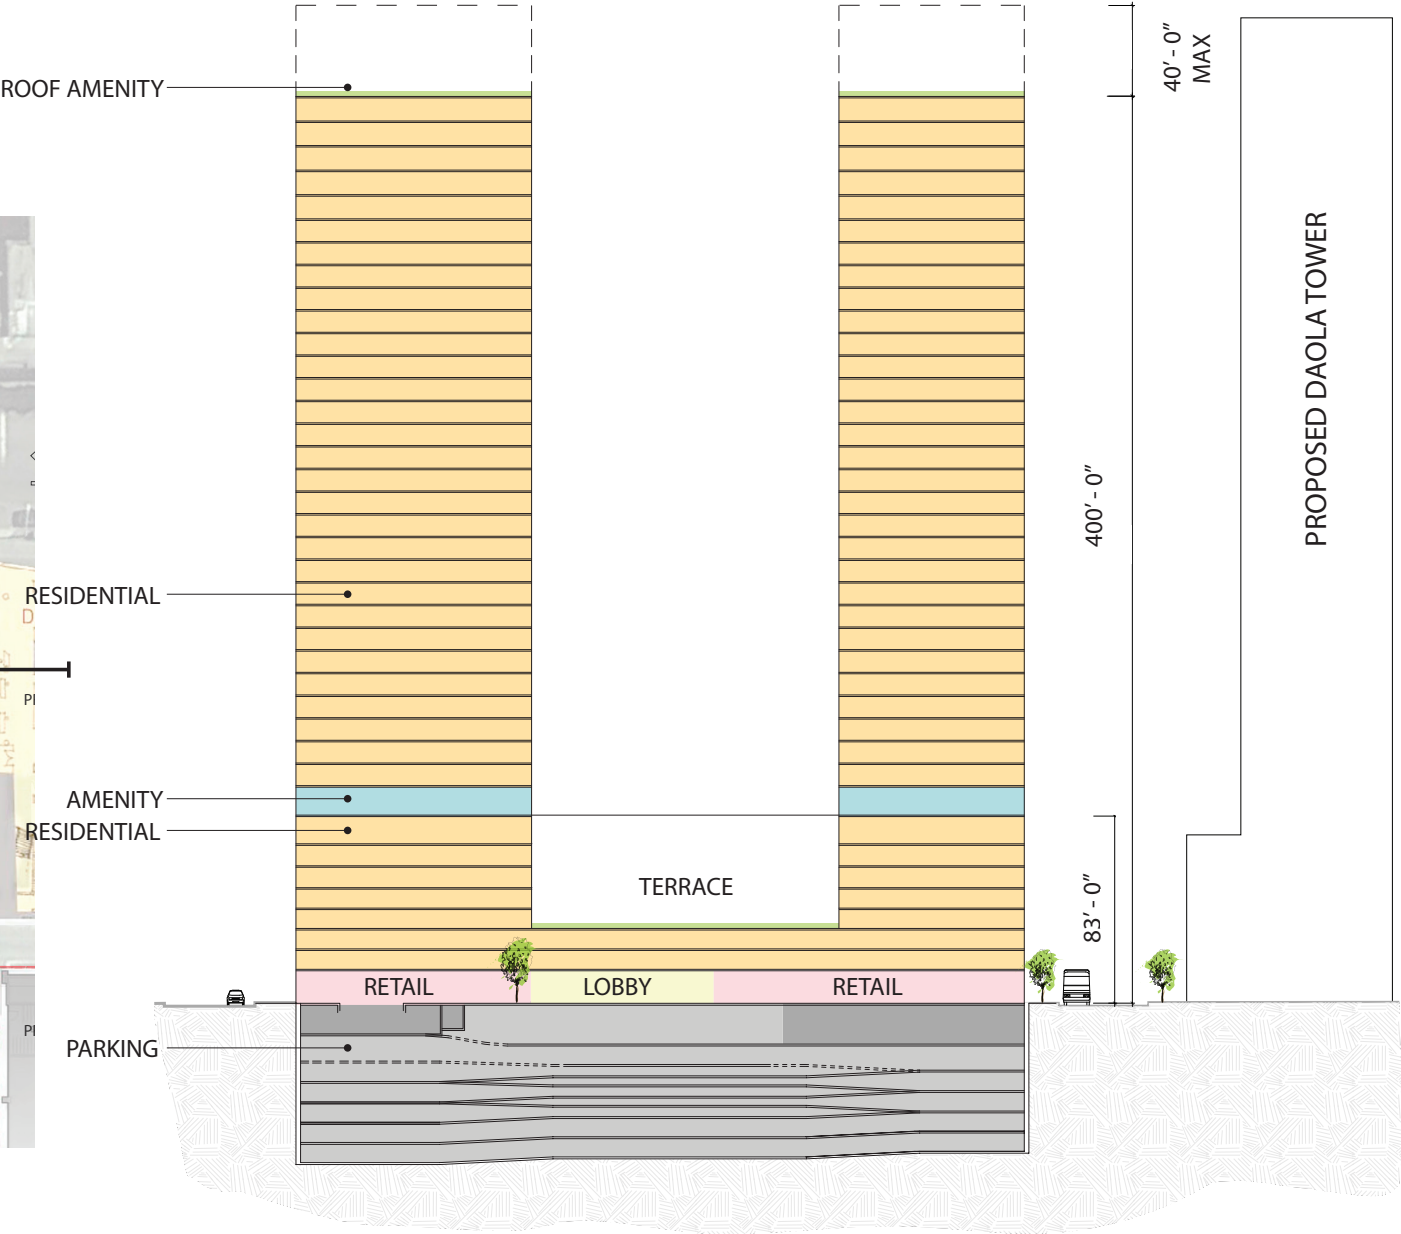 40' - 0"
MAX
ROOF AMENITY
PROPOSED DAOLA TOWER
400' - 0"
RESIDENTIAL
AMENITY
RESIDENTIAL
TERRACE
83' - 0"
RETAIL
LOBBY
RETAIL
PARKING